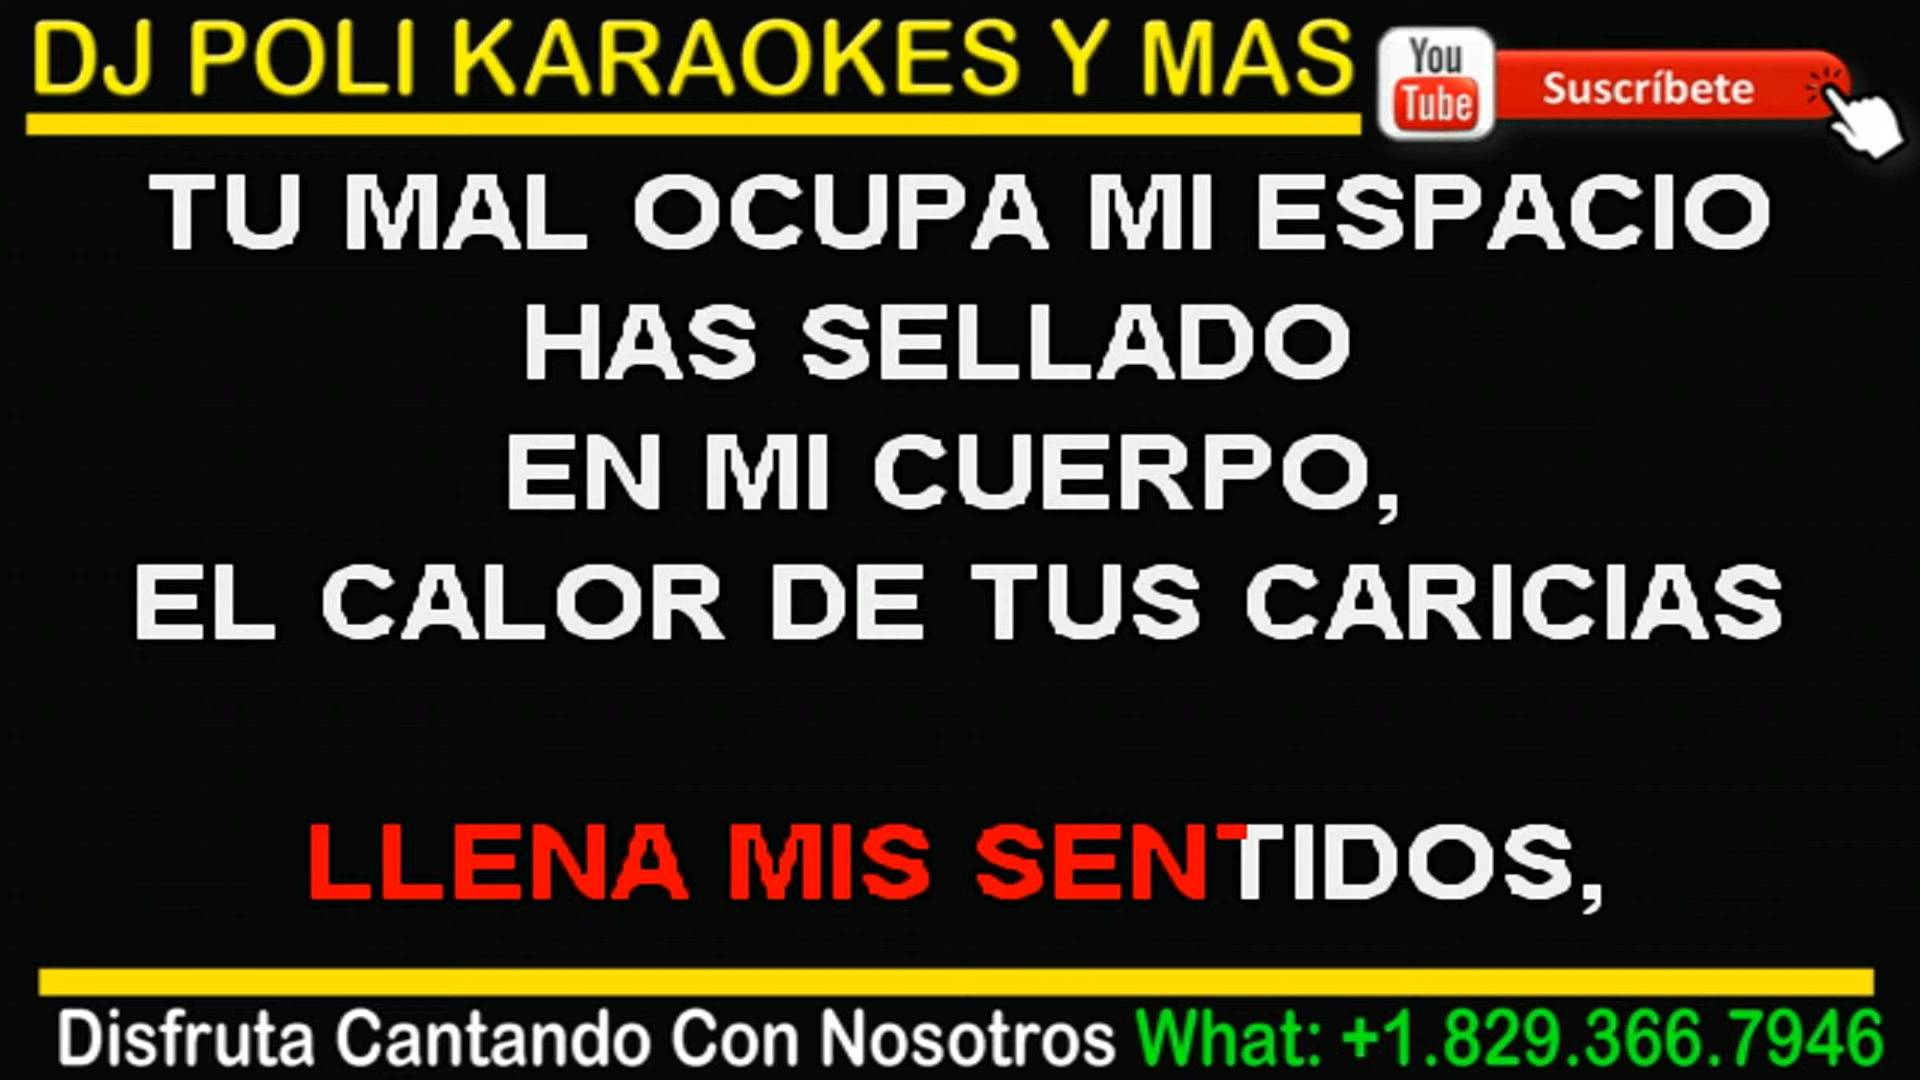 DJ POLI KARAOKES Y MAS
You
Tube
Suscríbete
TU MAL OCUPA MI ESPACIO
HAS SELLADO
EN MI CUERPO,
EL CALOR DE TUS CARICIAS
LLENA MIS SENTIDOS,
Disfruta Cantando Con Nosotros What: +1.829.366.7946